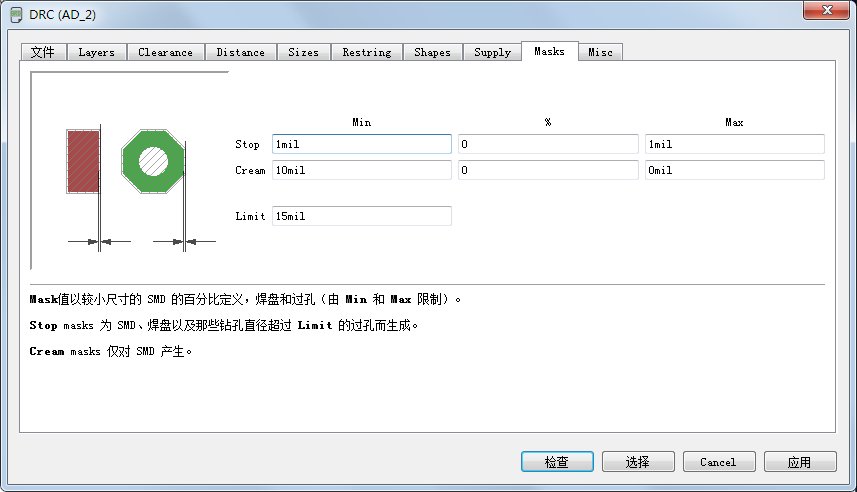 DRC (AD_2)
文件 Layers Clearance Distance Sizes Restring Shapes Supply Masks Misc
Min % Max
Stop 1mil 0 1mil
Cream 10mil 0 0mil
Limit 15mil
Mask值以较小尺寸的 SMD 的百分比定义，焊盘和过孔（由 Min 和 Max 限制）。
Stop masks 为 SMD、焊盘以及那些钻孔直径超过 Limit 的过孔而生成。
Cream masks 仅对 SMD 产生。
检查 选择 Cancel 应用